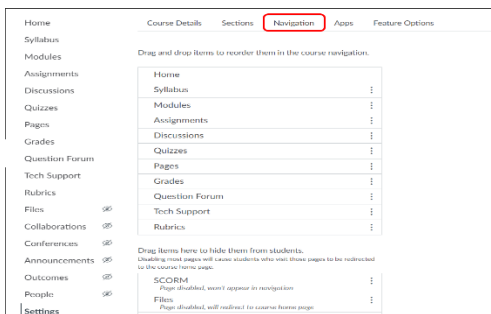 Home
Syllabus
Modules
Assignments
Discussions
Quizzes
Pages
Grades
Question Forum
Tech Support
Rubrics
Files
Collaborations
Conferences
Announcements
Outcomes
People
Settings
Course Details Sections Navigation Apps Feature Options
Drag and drop items to reorder them in the course navigation.
Home
Syllabus
Modules
Assignments
Discussions
Quizzes
Pages
Grades
Question Forum
Tech Support
Rubrics
Drag items here to hide them from students.
Disabling most pages will cause students who visit those pages to be redirected
to the course home page.
SCORM
Page disabled, won't appear in navigation
Files
Page disabled, will redirect to course home page